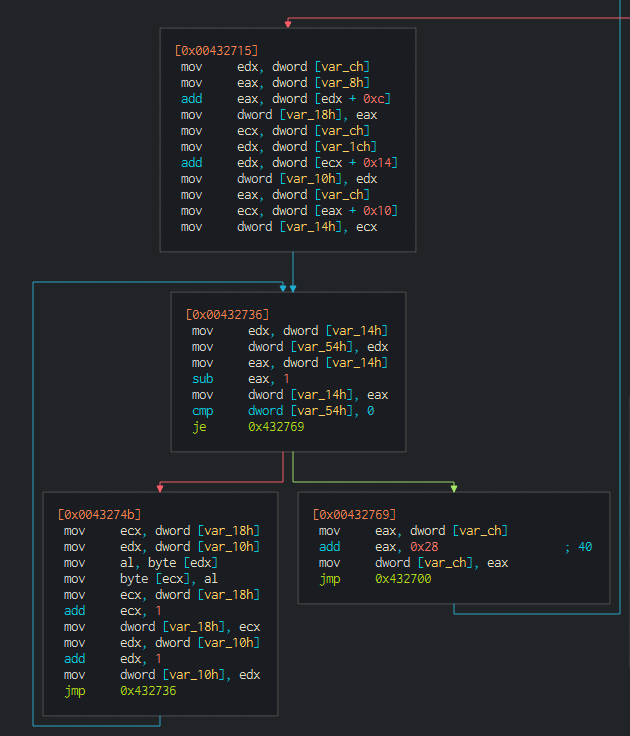 [0x00432715]
mov edx, dword [var_ch]
mov eax, dword [var_8h]
add eax, dword [edx + 0xc]
mov dword [var_18h], eax
mov ecx, dword [var_ch]
mov edx, dword [var_1ch]
add edx, dword [ecx + 0x14]
mov dword [var_10h], edx
mov eax, dword [var_ch]
mov ecx, dword [eax + 0x10]
mov dword [var_14h], ecx
[0x00432736]
mov edx, dword [var_14h]
mov dword [var_54h], edx
mov eax, dword [var_14h]
sub eax, 1
mov dword [var_14h], eax
cmp dword [var_54h], 0
je 0x432769
[0x0043274b]
mov ecx, dword [var_18h]
mov edx, dword [var_10h]
mov al, byte [edx]
mov byte [ecx], al
mov ecx, dword [var_18h]
add ecx, 1
mov dword [var_18h], ecx
mov edx, dword [var_10h]
add edx, 1
mov dword [var_10h], edx
jmp 0x432736
[0x00432769]
mov eax, dword [var_ch]
add eax, 0x28 ; 40
mov dword [var_ch], eax
jmp 0x432700